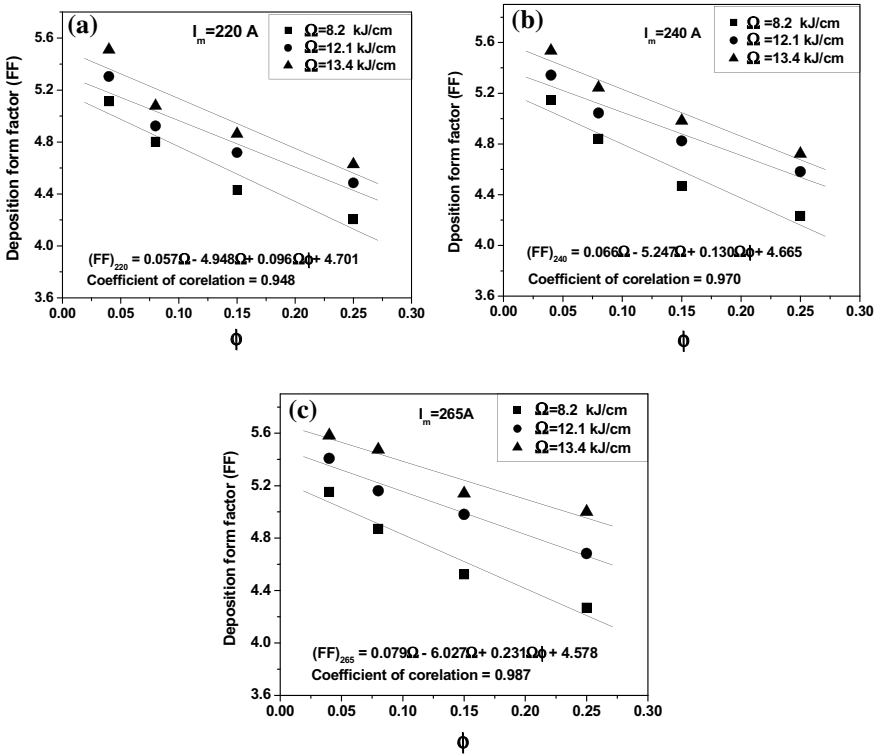 (a)
I_m=220 A
Ω=8.2 kJ/cm
Ω=12.1 kJ/cm
Ω=13.4 kJ/cm
Deposition form factor (FF)
5.6
5.2
4.8
4.4
4.0
3.6
(FF)_220 = 0.057Ω - 4.948Ω + 0.096Ωϕ + 4.701
Coefficient of corelation = 0.948
0.00 0.05 0.10 0.15 0.20 0.25 0.30
ϕ
(b)
I_m=240 A
Ω=8.2 kJ/cm
Ω=12.1 kJ/cm
Ω=13.4 kJ/cm
Dposition form factor (FF)
5.6
5.2
4.8
4.4
4.0
3.6
(FF)_240 = 0.066Ω - 5.247Ω + 0.130Ωϕ + 4.665
Coefficient of corelation = 0.970
0.00 0.05 0.10 0.15 0.20 0.25 0.30
ϕ
(c)
I_m=265A
Ω=8.2 kJ/cm
Ω=12.1 kJ/cm
Ω=13.4 kJ/cm
Deposition form factor (FF)
6.0
5.6
5.2
4.8
4.4
4.0
3.6
(FF)_265 = 0.079Ω - 6.027Ω + 0.231Ωϕ + 4.578
Coefficient of corelation = 0.987
0.00 0.05 0.10 0.15 0.20 0.25 0.30
ϕ